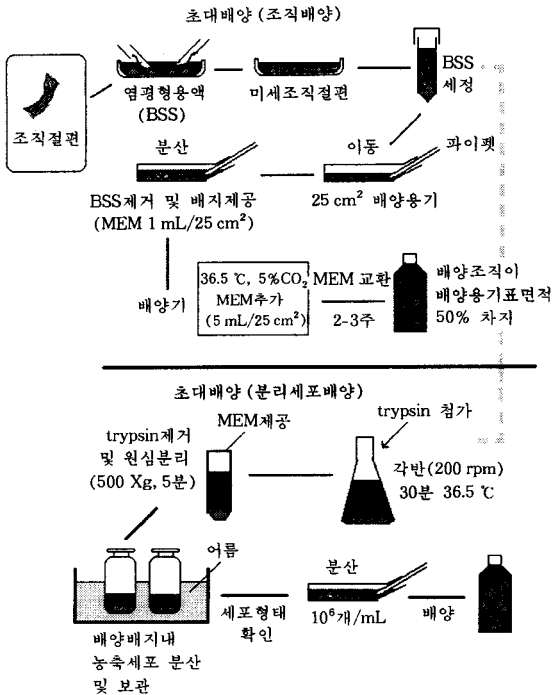 초대배양 (조직배양)
조직절편
염평형용액
(BSS)
미세조직절편
BSS
세정
분산
이동
파이펫
BSS제거 및 배지제공
(MEM 1 mL/25 cm²)
25 cm² 배양용기
배양기
36.5 ℃, 5%CO₂
MEM추가
(5 mL/25 cm²)
MEM 교환
2-3주
배양조직이
배양용기표면적
50% 차지
초대배양 (분리세포배양)
trypsin제거
및 원심분리
(500 Xg, 5분)
MEM제공
trypsin 첨가
각반(200 rpm)
30분 36.5 ℃
어름
배양배지내
농축세포 분산
및 보관
세포형태
확인
분산
10⁶개/mL
배양